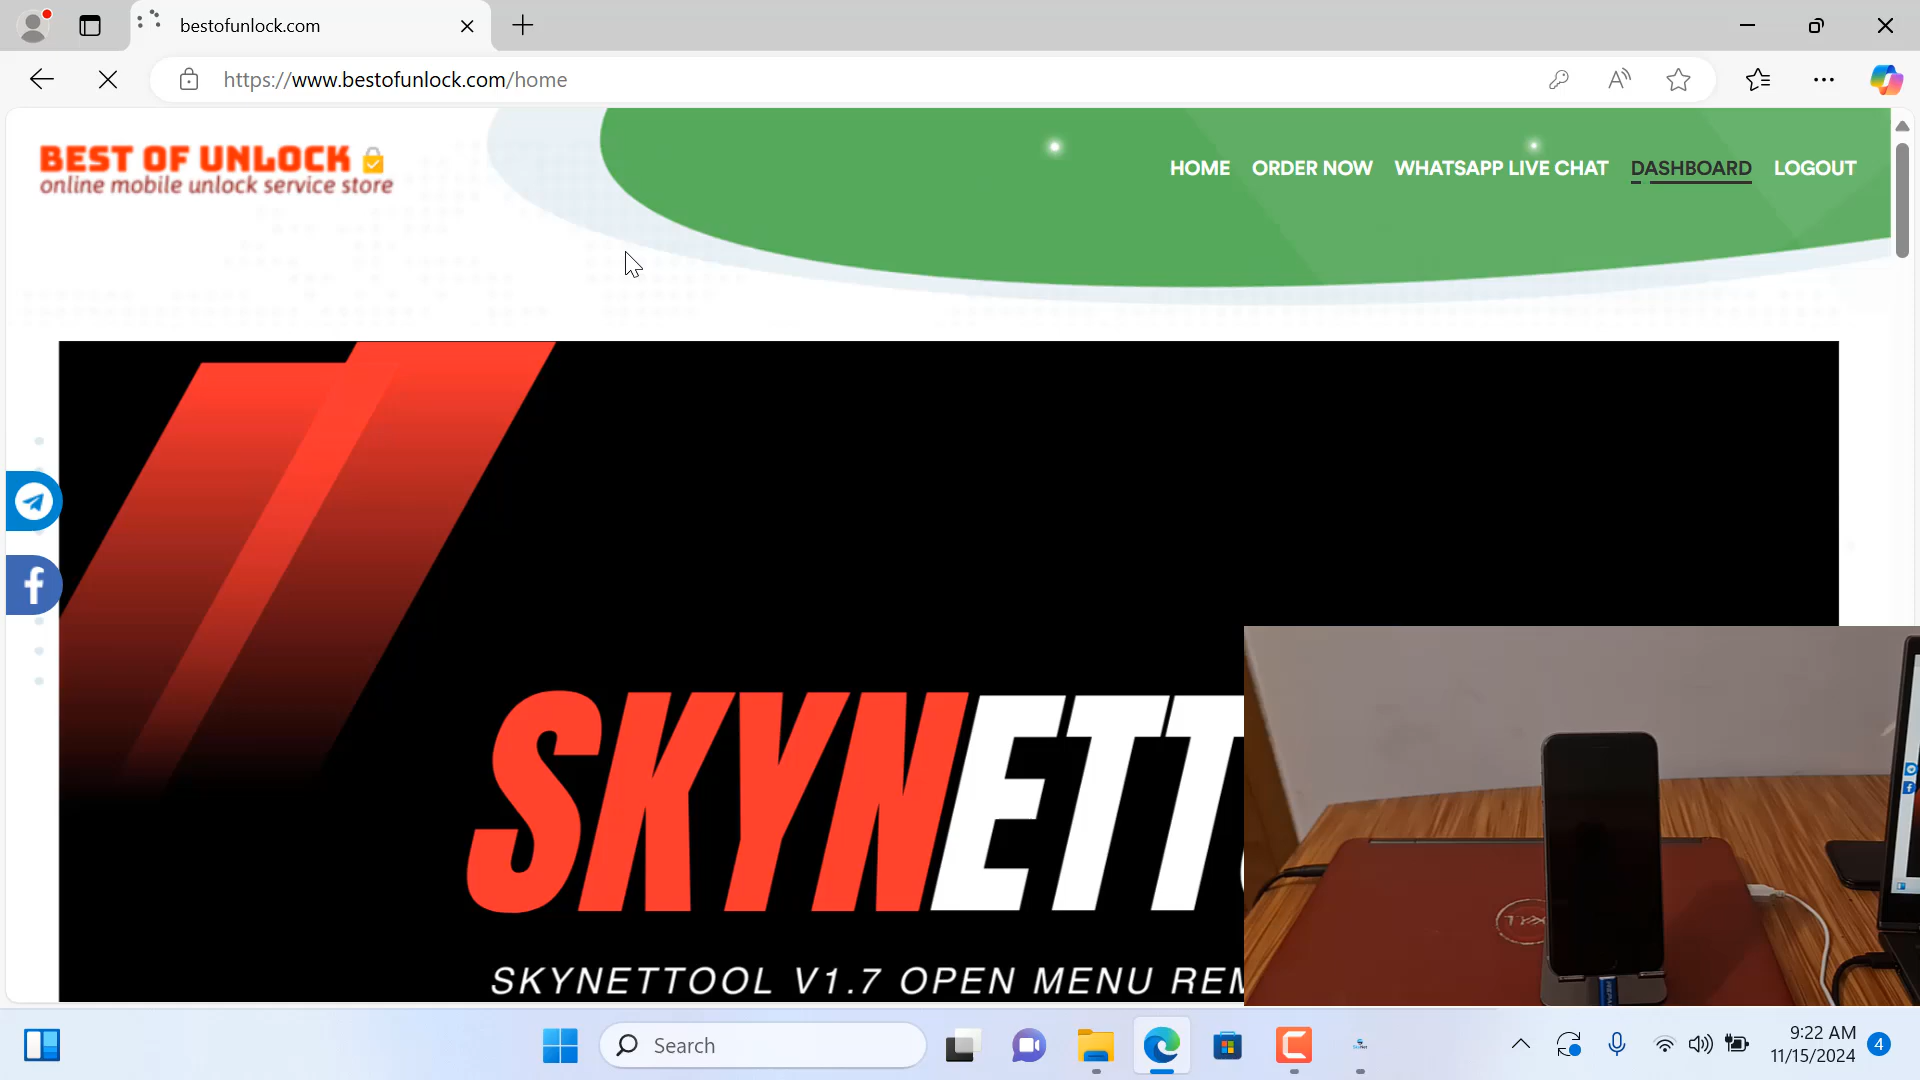 bestofunlock.com
https://www.bestofunlock.com/home
BEST OF UNLOCK
online mobile unlock service store
HOME ORDER NOW WHATSAPP LIVE CHAT DASHBOARD LOGOUT
SKYNETT
SKYNETTOOL V1.7 OPEN MENU REM
Search
9:22 AM
11/15/2024
4